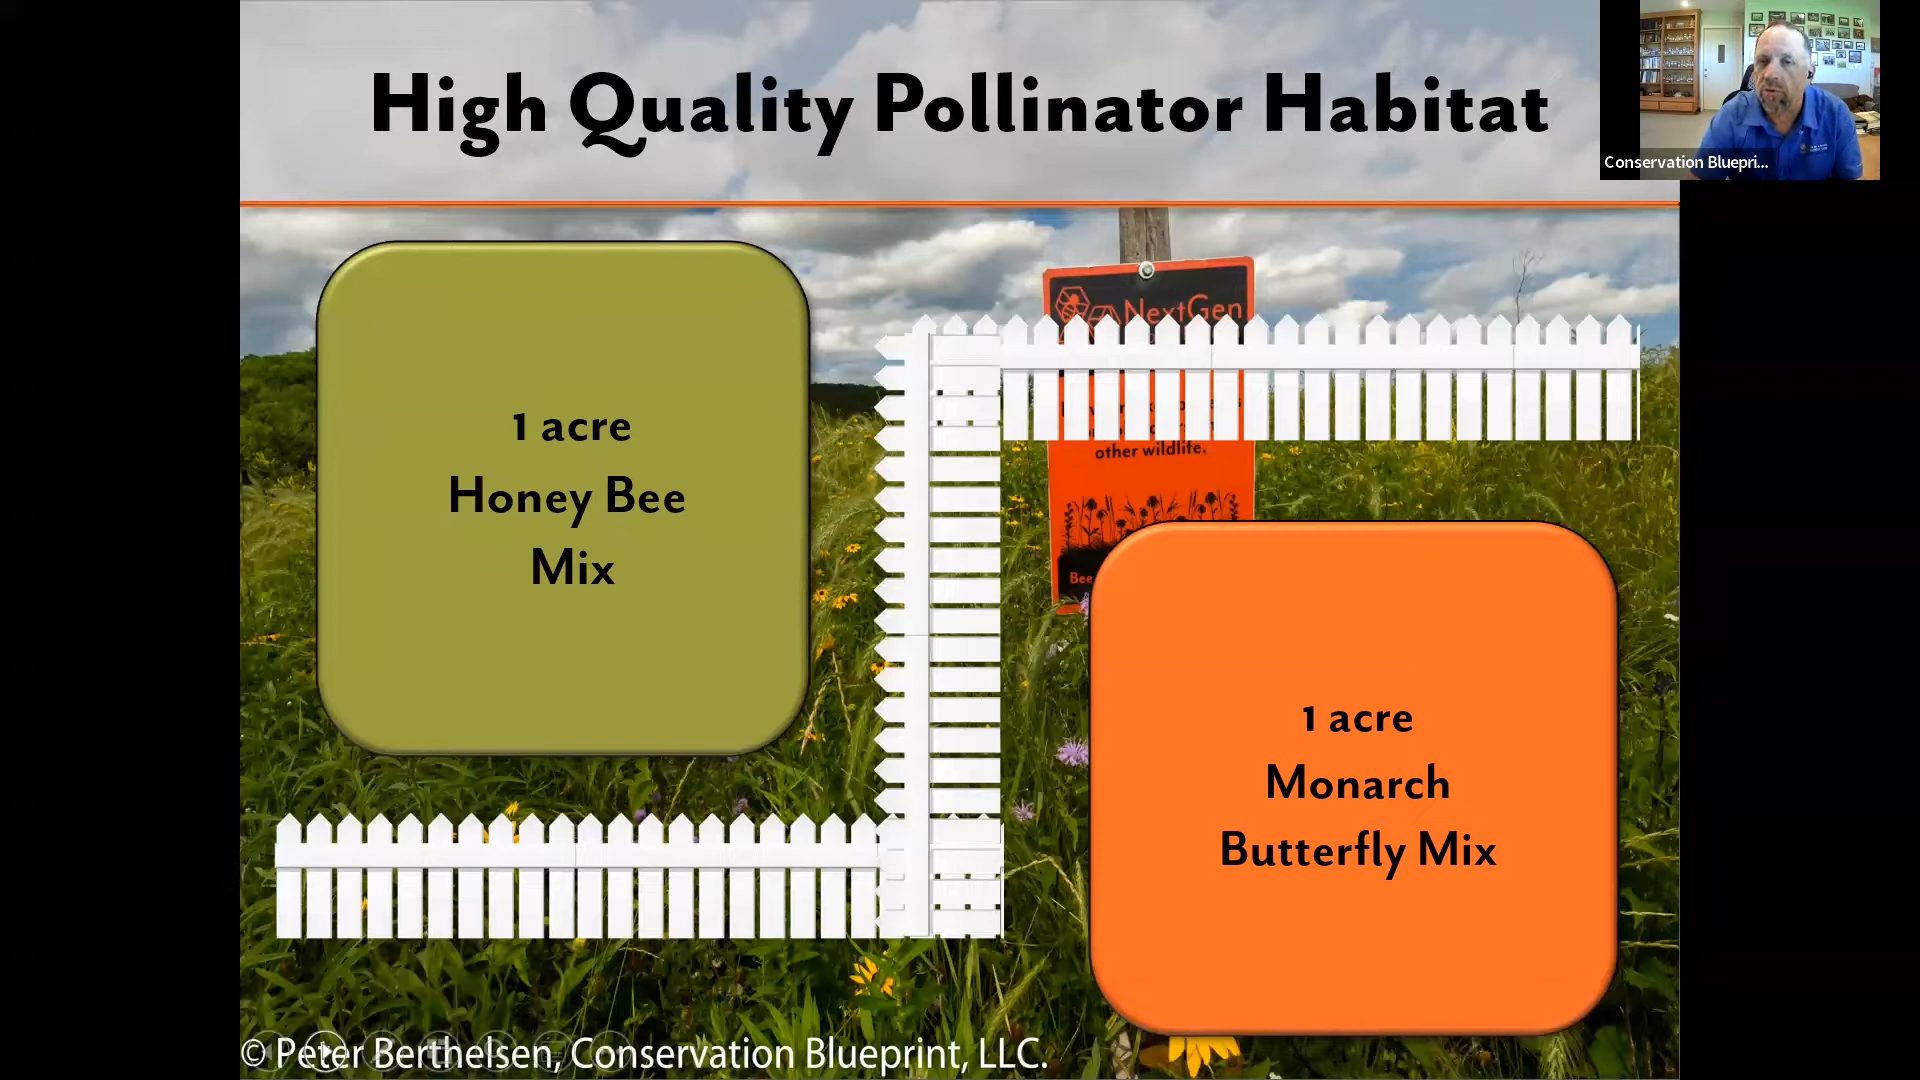 High Quality Pollinator Habitat
Conservation Bluepri...
NextGen
1 acre
Honey Bee
Mix
other wildlife.
Bee
1 acre
Monarch
Butterfly Mix
© Peter Berthelsen, Conservation Blueprint, LLC.